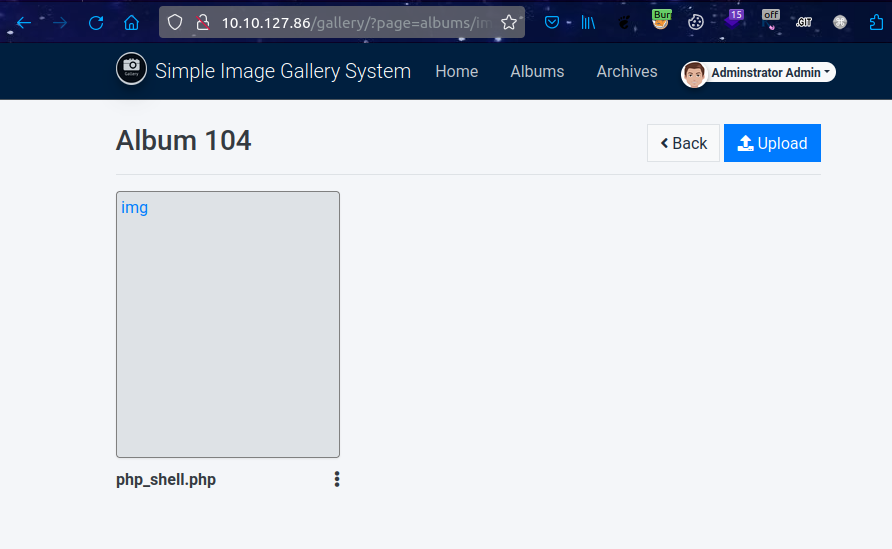 Bur
15
off
.GIT
10.10.127.86/gallery/?page=albums/im
Gallery
Simple Image Gallery System
Home
Albums
Archives
Adminstrator Admin
Album 104
Back
Upload
img
php_shell.php